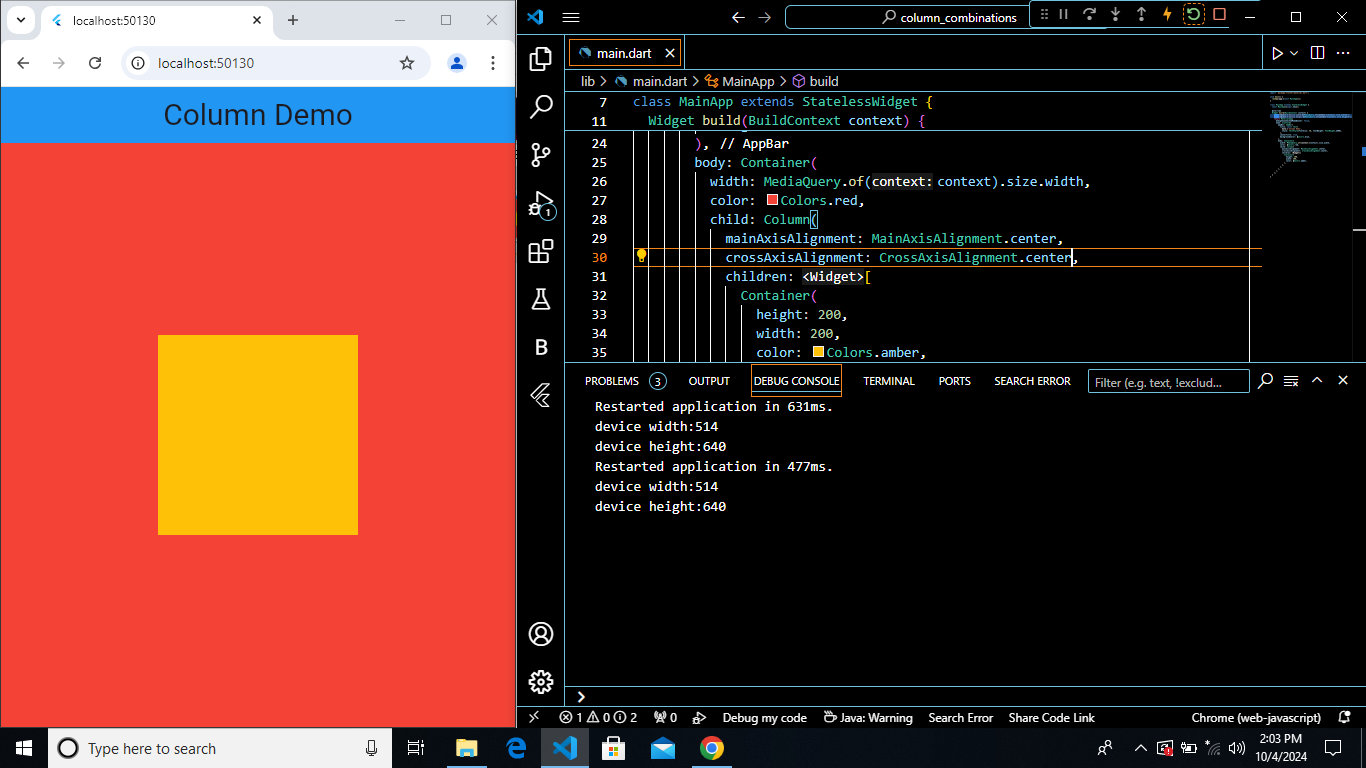 localhost:50130
localhost:50130
Column Demo
column_combinations
main.dart
lib > main.dart > MainApp > build
7 class MainApp extends StatelessWidget {
11 Widget build(BuildContext context) {
24 ), // AppBar
25 body: Container(
26 width: MediaQuery.of(context: context).size.width,
27 color: Colors.red,
28 child: Column(
29 mainAxisAlignment: MainAxisAlignment.center,
30 crossAxisAlignment: CrossAxisAlignment.center,
31 children: <Widget>[
32 Container(
33 height: 200,
34 width: 200,
35 color: Colors.amber,
PROBLEMS 3 OUTPUT DEBUG CONSOLE TERMINAL PORTS SEARCH ERROR Filter (e.g. text, !exclud...
Restarted application in 631ms.
device width:514
device height:640
Restarted application in 477ms.
device width:514
device height:640
1 0 2 0 Debug my code Java: Warning Search Error Share Code Link Chrome (web-javascript)
Type here to search
2:03 PM
10/4/2024